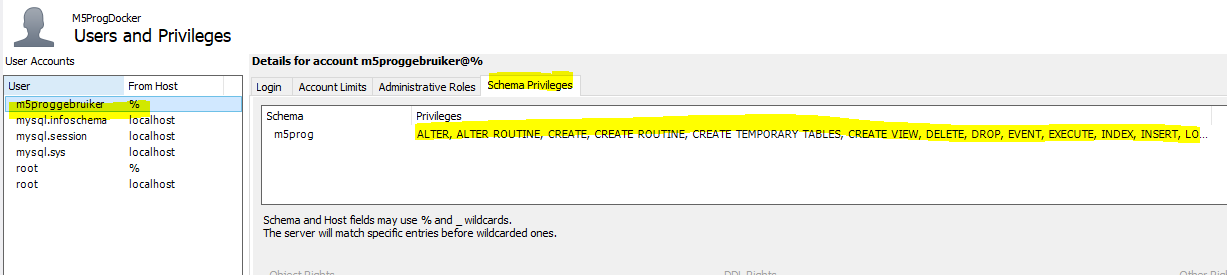 M5ProgDocker
Users and Privileges
User Accounts
User From Host
m5proggebruiker %
mysql.infoschema localhost
mysql.session localhost
mysql.sys localhost
root %
root localhost
Details for account m5proggebruiker@%
Login Account Limits Administrative Roles Schema Privileges
Schema Privileges
m5prog ALTER, ALTER ROUTINE, CREATE, CREATE ROUTINE, CREATE TEMPORARY TABLES, CREATE VIEW, DELETE, DROP, EVENT, EXECUTE, INDEX, INSERT, LO...
Schema and Host fields may use % and _ wildcards.
The server will match specific entries before wildcarded ones.
Object Rights DDL Rights Other Righ